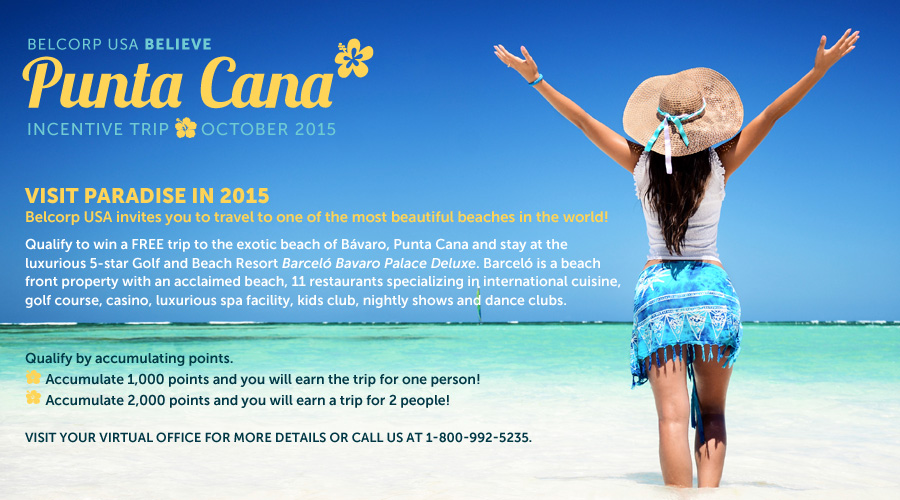 BELCORP USA BELIEVE
Punta Cana
INCENTIVE TRIP OCTOBER 2015
VISIT PARADISE IN 2015
Belcorp USA invites you to travel to one of the most beautiful beaches in the world!
Qualify to win a FREE trip to the exotic beach of Bávaro, Punta Cana and stay at the
luxurious 5-star Golf and Beach Resort Barceló Bavaro Palace Deluxe. Barceló is a beach
front property with an acclaimed beach, 11 restaurants specializing in international cuisine,
golf course, casino, luxurious spa facility, kids club, nightly shows and dance clubs.
Qualify by accumulating points.
Accumulate 1,000 points and you will earn the trip for one person!
Accumulate 2,000 points and you will earn a trip for 2 people!
VISIT YOUR VIRTUAL OFFICE FOR MORE DETAILS OR CALL US AT 1-800-992-5235.